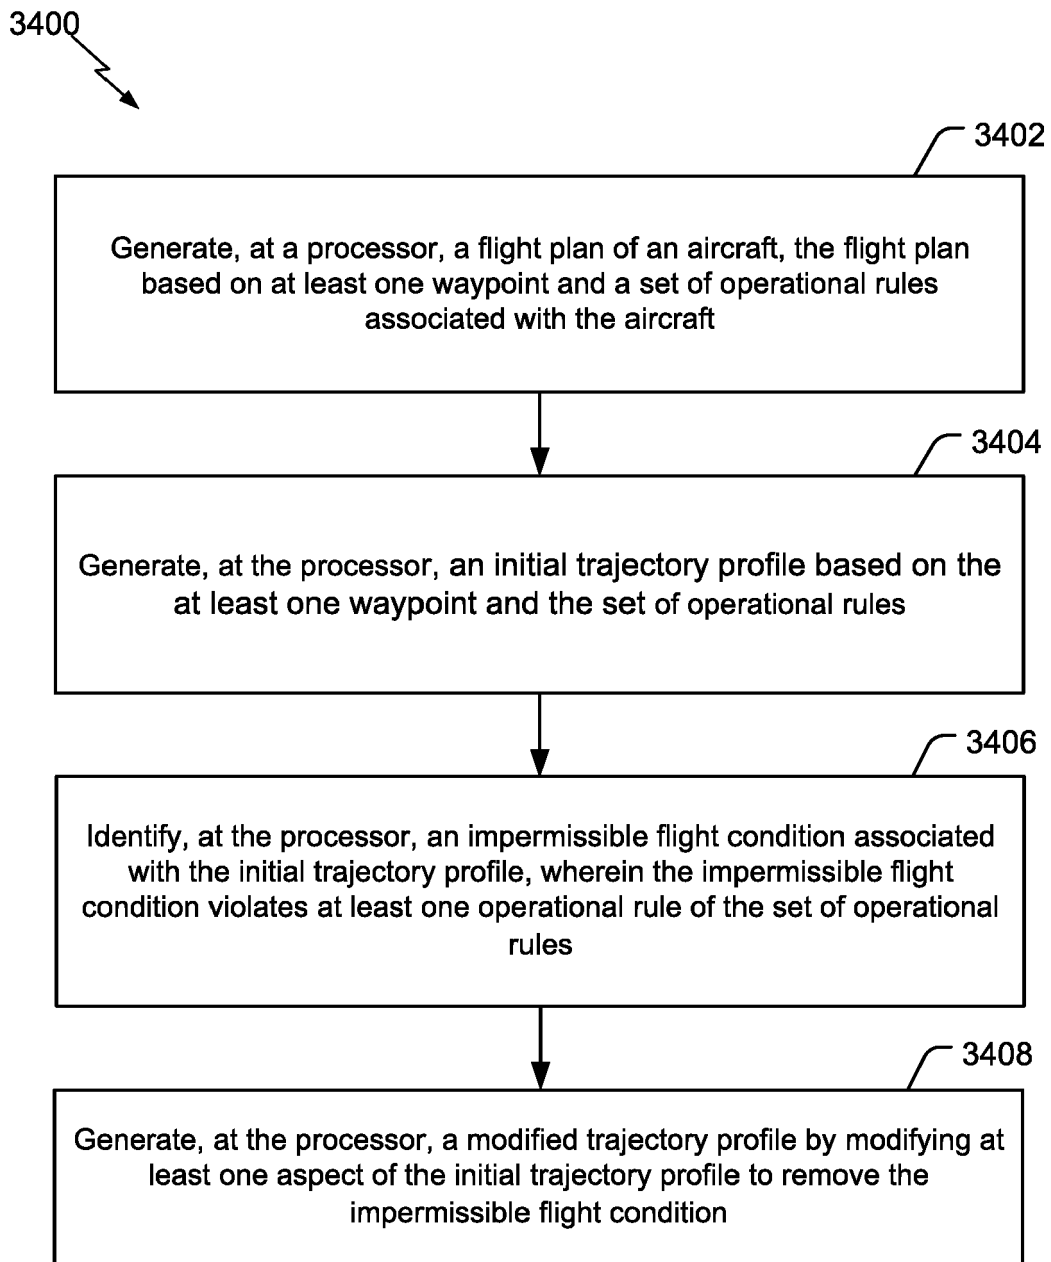 3400
3402
Generate, at a processor, a flight plan of an aircraft, the flight plan
based on at least one waypoint and a set of operational rules
associated with the aircraft
3404
Generate, at the processor, an initial trajectory profile based on the
at least one waypoint and the set of operational rules
3406
Identify, at the processor, an impermissible flight condition associated
with the initial trajectory profile, wherein the impermissible flight
condition violates at least one operational rule of the set of operational
rules
3408
Generate, at the processor, a modified trajectory profile by modifying at
least one aspect of the initial trajectory profile to remove the
impermissible flight condition